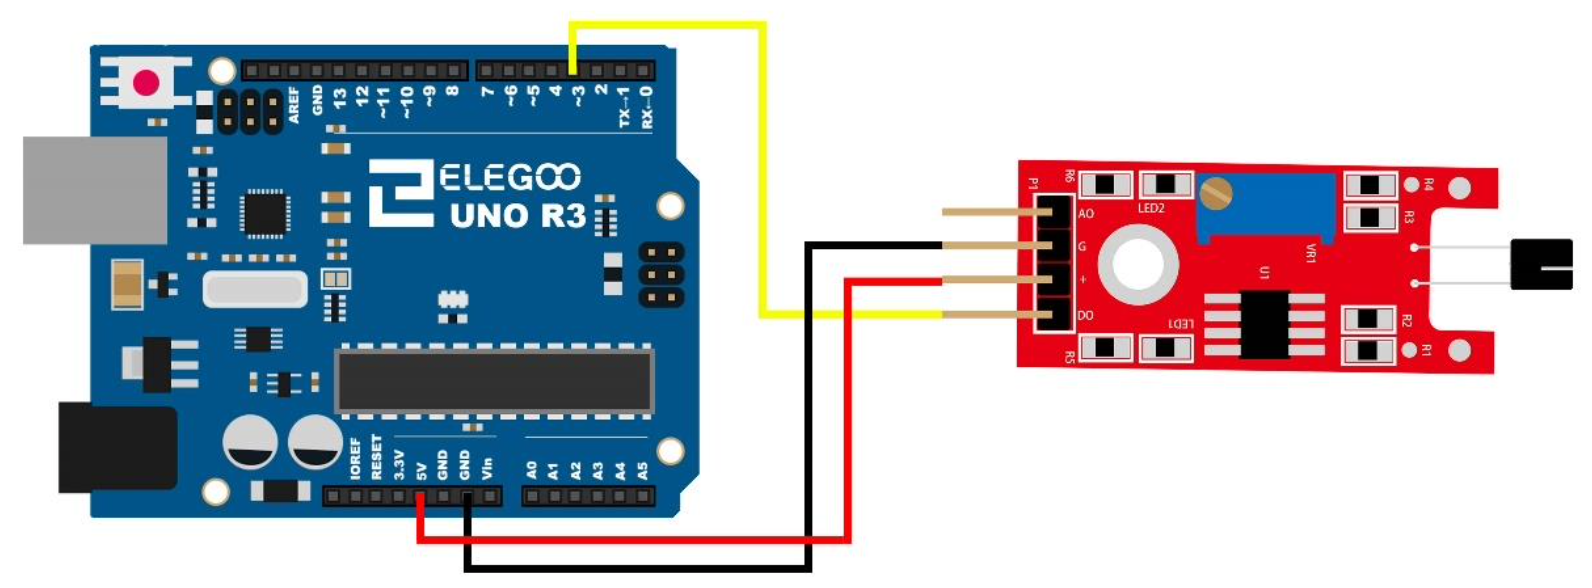 AREF
GND
13
12
~11
~10
~9
8
7
~6
~5
4
~3
2
TX→1
RX←0
ELEGOO
UNO R3
IOREF
RESET
3.3V
5V
GND
GND
Vin
A0
A1
A2
A3
A4
A5
P1
R6
LED2
R4
R3
AO
G
+
DO
VR1
U1
LED1
R5
R2
R1